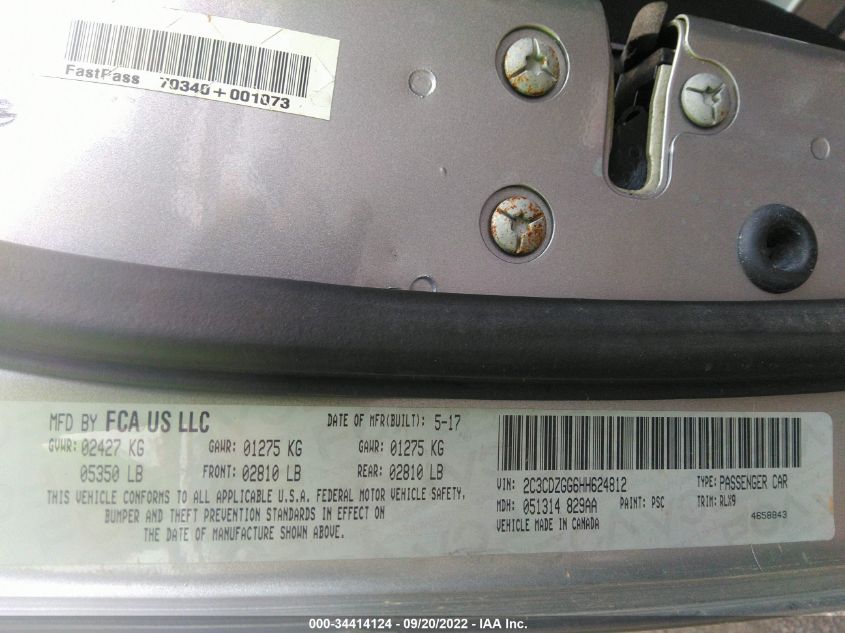 FastPass 70340+001073
MFD BY FCA US LLC DATE OF MFR(BUILT): 5-17
GVWR: 02427 KG GAWR: 01275 KG GAWR: 01275 KG
05350 LB FRONT: 02810 LB REAR: 02810 LB
THIS VEHICLE CONFORMS TO ALL APPLICABLE U.S.A. FEDERAL MOTOR VEHICLE SAFETY,
BUMPER AND THEFT PREVENTION STANDARDS IN EFFECT ON
THE DATE OF MANUFACTURE SHOWN ABOVE.
VIN: 2C3CDZGG6HH624812 TYPE: PASSENGER CAR
MDH: 051314 829AA PAINT: PSC TRIM: RLX9
VEHICLE MADE IN CANADA 4658843
000-34414124 - 09/20/2022 - IAA Inc.